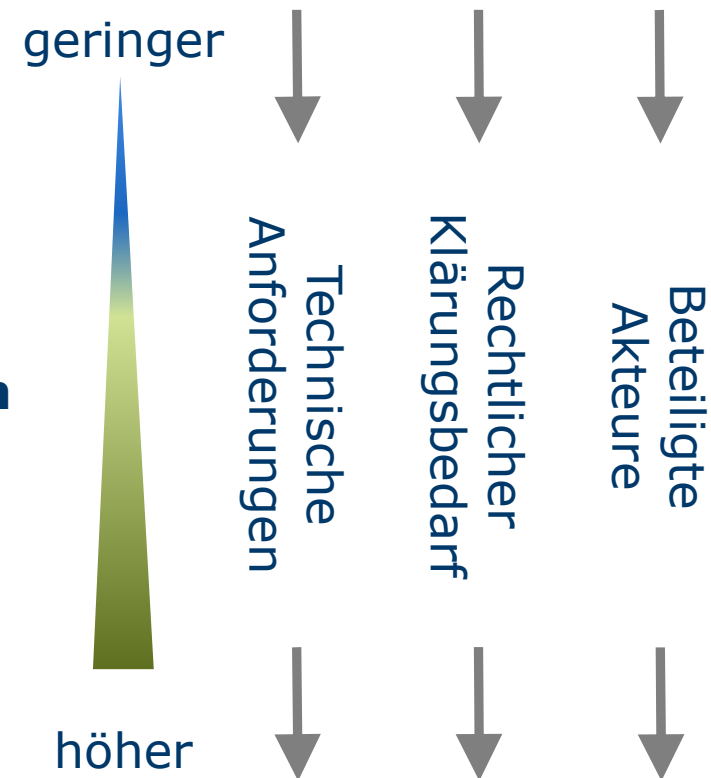 geringer
Technische
Anforderungen
Rechtlicher
Klärungsbedarf
Beteiligte
Akteure
n
höher